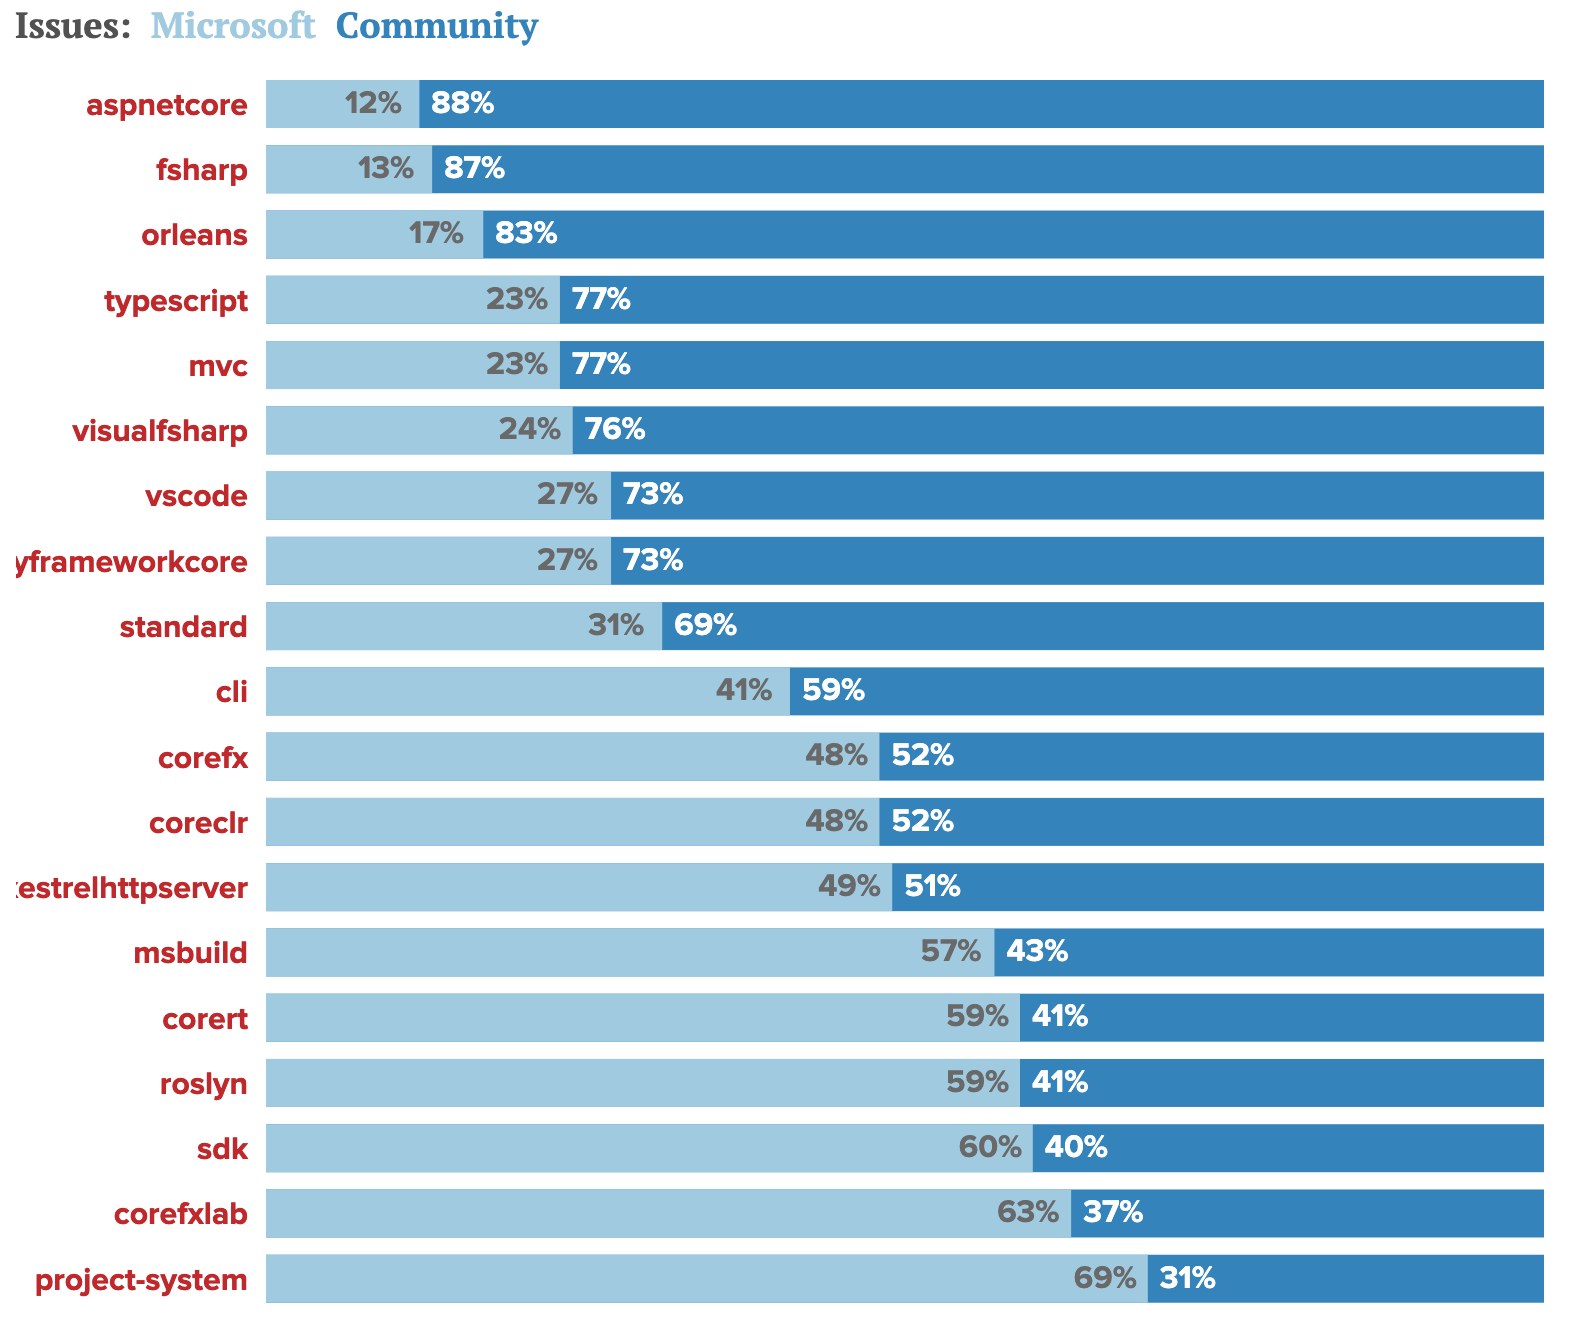 Issues: Microsoft Community
aspnetcore 12% 88%
fsharp 13% 87%
orleans 17% 83%
typescript 23% 77%
mvc 23% 77%
visualfsharp 24% 76%
vscode 27% 73%
yframeworkcore 27% 73%
standard 31% 69%
cli 41% 59%
corefx 48% 52%
coreclr 48% 52%
kestrelhttpserver 49% 51%
msbuild 57% 43%
corert 59% 41%
roslyn 59% 41%
sdk 60% 40%
corefxlab 63% 37%
project-system 69% 31%